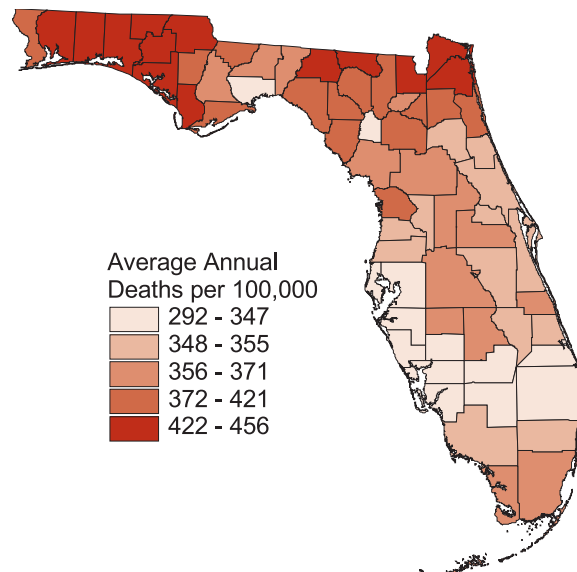 Average Annual
Deaths per 100,000
292 - 347
348 - 355
356 - 371
372 - 421
422 - 456